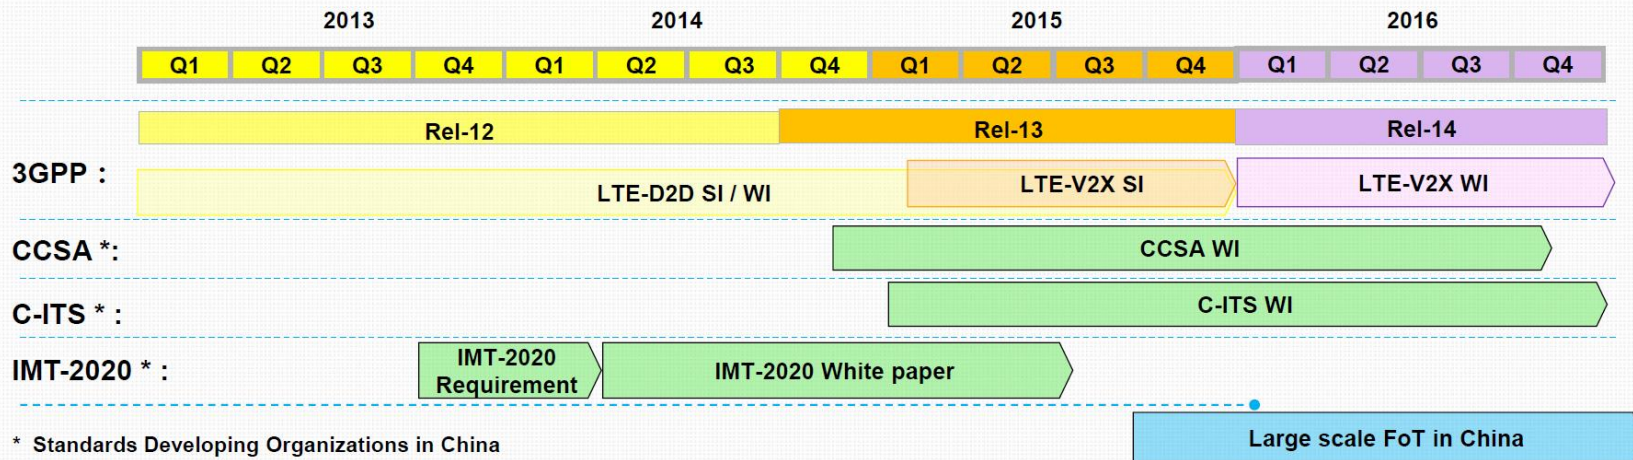 2013 2014 2015 2016
Q1 Q2 Q3 Q4 Q1 Q2 Q3 Q4 Q1 Q2 Q3 Q4 Q1 Q2 Q3 Q4
Rel-12 Rel-13 Rel-14
3GPP :
LTE-D2D SI / WI LTE-V2X SI LTE-V2X WI
CCSA *: CCSA WI
C-ITS * : C-ITS WI
IMT-2020 * :
IMT-2020
Requirement
IMT-2020 White paper
* Standards Developing Organizations in China
Large scale FoT in China